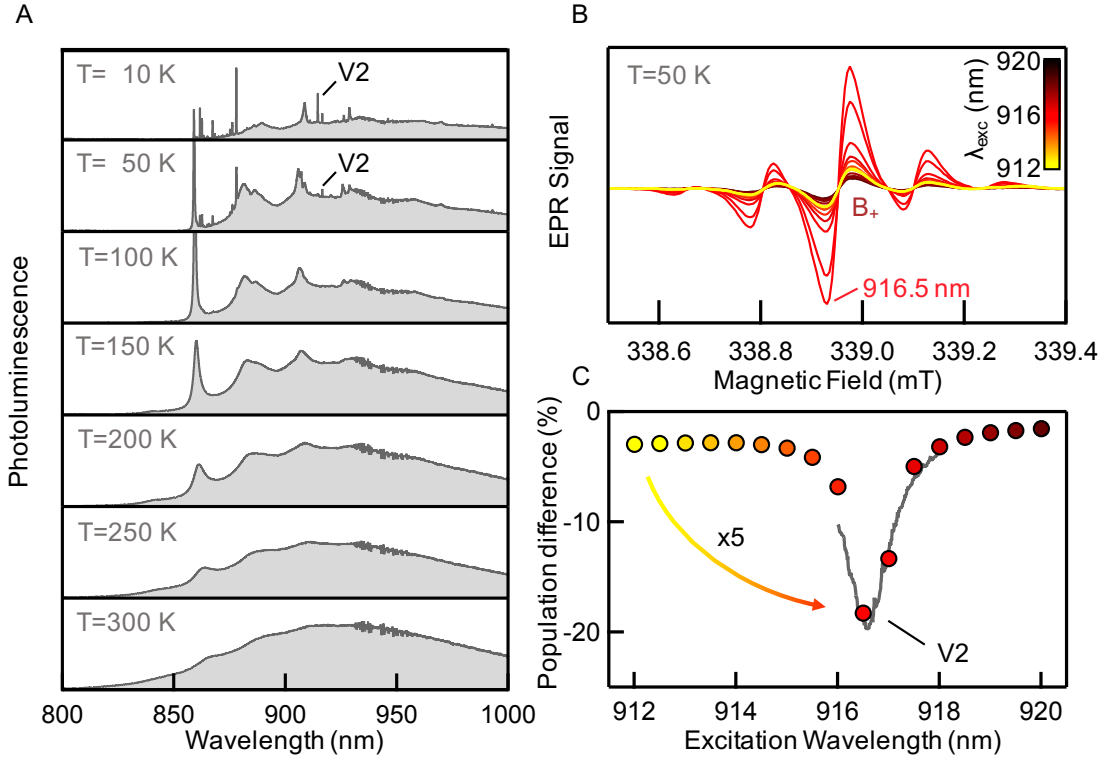 A
Photoluminescence
T= 10 K
V2
T= 50 K
V2
T=100 K
T=150 K
T=200 K
T=250 K
T=300 K
800 850 900 950 1000
Wavelength (nm)
B
EPR Signal
T=50 K
λexc (nm)
920
916
912
B+
916.5 nm
338.6 338.8 339.0 339.2 339.4
Magnetic Field (mT)
C
Population difference (%)
0
-10
-20
x5
V2
912 914 916 918 920
Excitation Wavelength (nm)